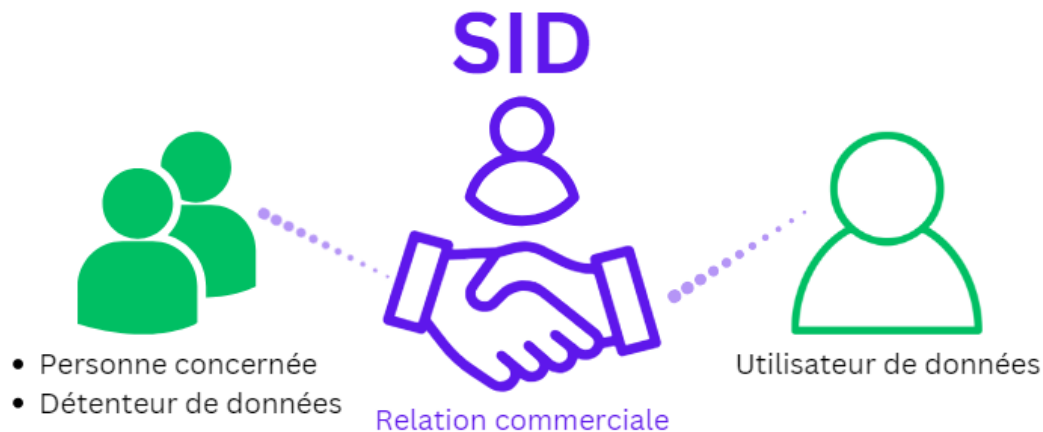 SID
• Personne concernée
• Détenteur de données
Relation commerciale
Utilisateur de données